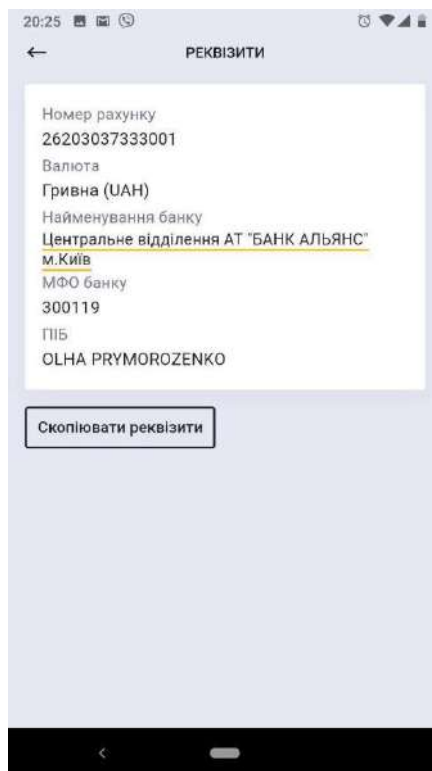 20:25
РЕКВІЗИТИ
Номер рахунку
26203037333001
Валюта
Гривна (UAH)
Найменування банку
Центральне відділення АТ "БАНК АЛЬЯНС"
м.Київ
МФО банку
300119
ПІБ
OLHA PRYMOROZENKO
Скопіювати реквізити